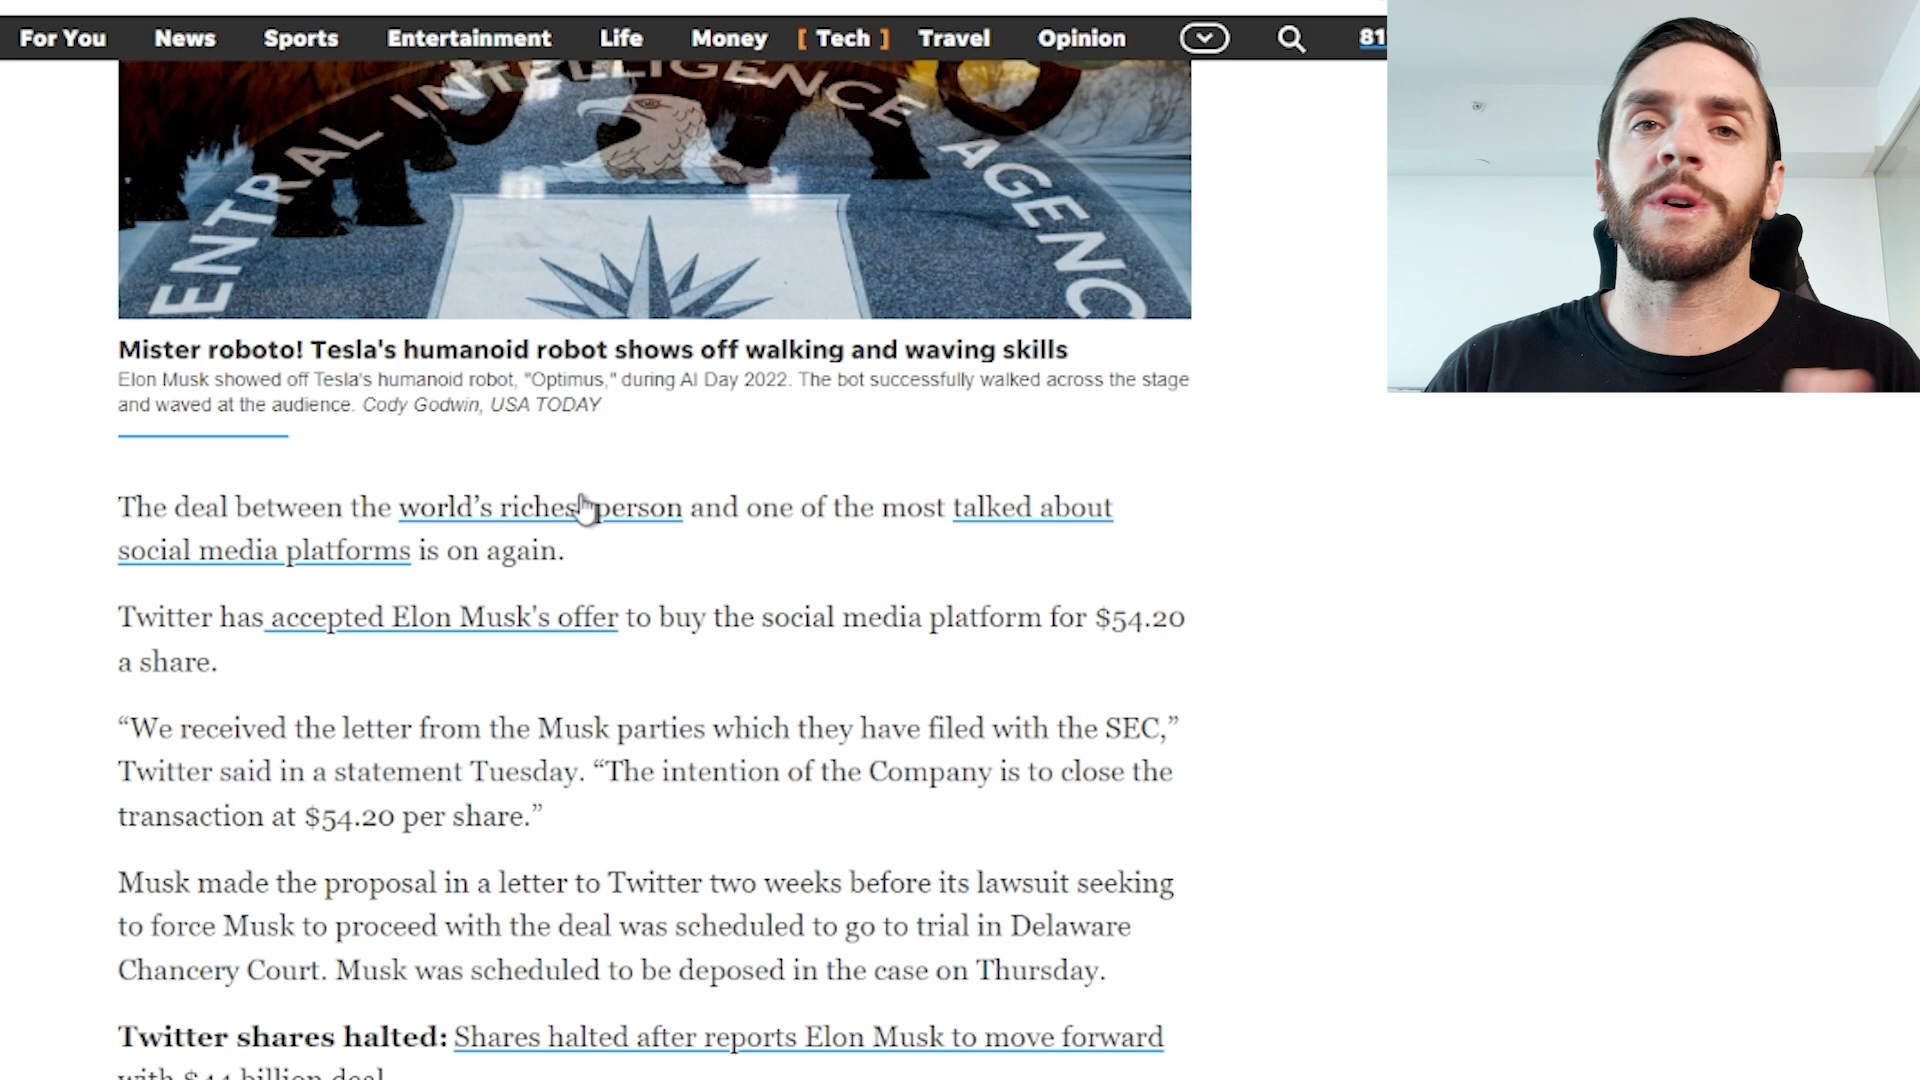 For You News Sports Entertainment Life Money [ Tech ] Travel Opinion 81
CENTRAL INTELLIGENCE AGENC
Mister roboto! Tesla's humanoid robot shows off walking and waving skills
Elon Musk showed off Tesla's humanoid robot, "Optimus," during AI Day 2022. The bot successfully walked across the stage
and waved at the audience. Cody Godwin, USA TODAY
The deal between the world’s riches person and one of the most talked about
social media platforms is on again.
Twitter has accepted Elon Musk's offer to buy the social media platform for $54.20
a share.
“We received the letter from the Musk parties which they have filed with the SEC,”
Twitter said in a statement Tuesday. “The intention of the Company is to close the
transaction at $54.20 per share.”
Musk made the proposal in a letter to Twitter two weeks before its lawsuit seeking
to force Musk to proceed with the deal was scheduled to go to trial in Delaware
Chancery Court. Musk was scheduled to be deposed in the case on Thursday.
Twitter shares halted: Shares halted after reports Elon Musk to move forward
with $44 billion deal